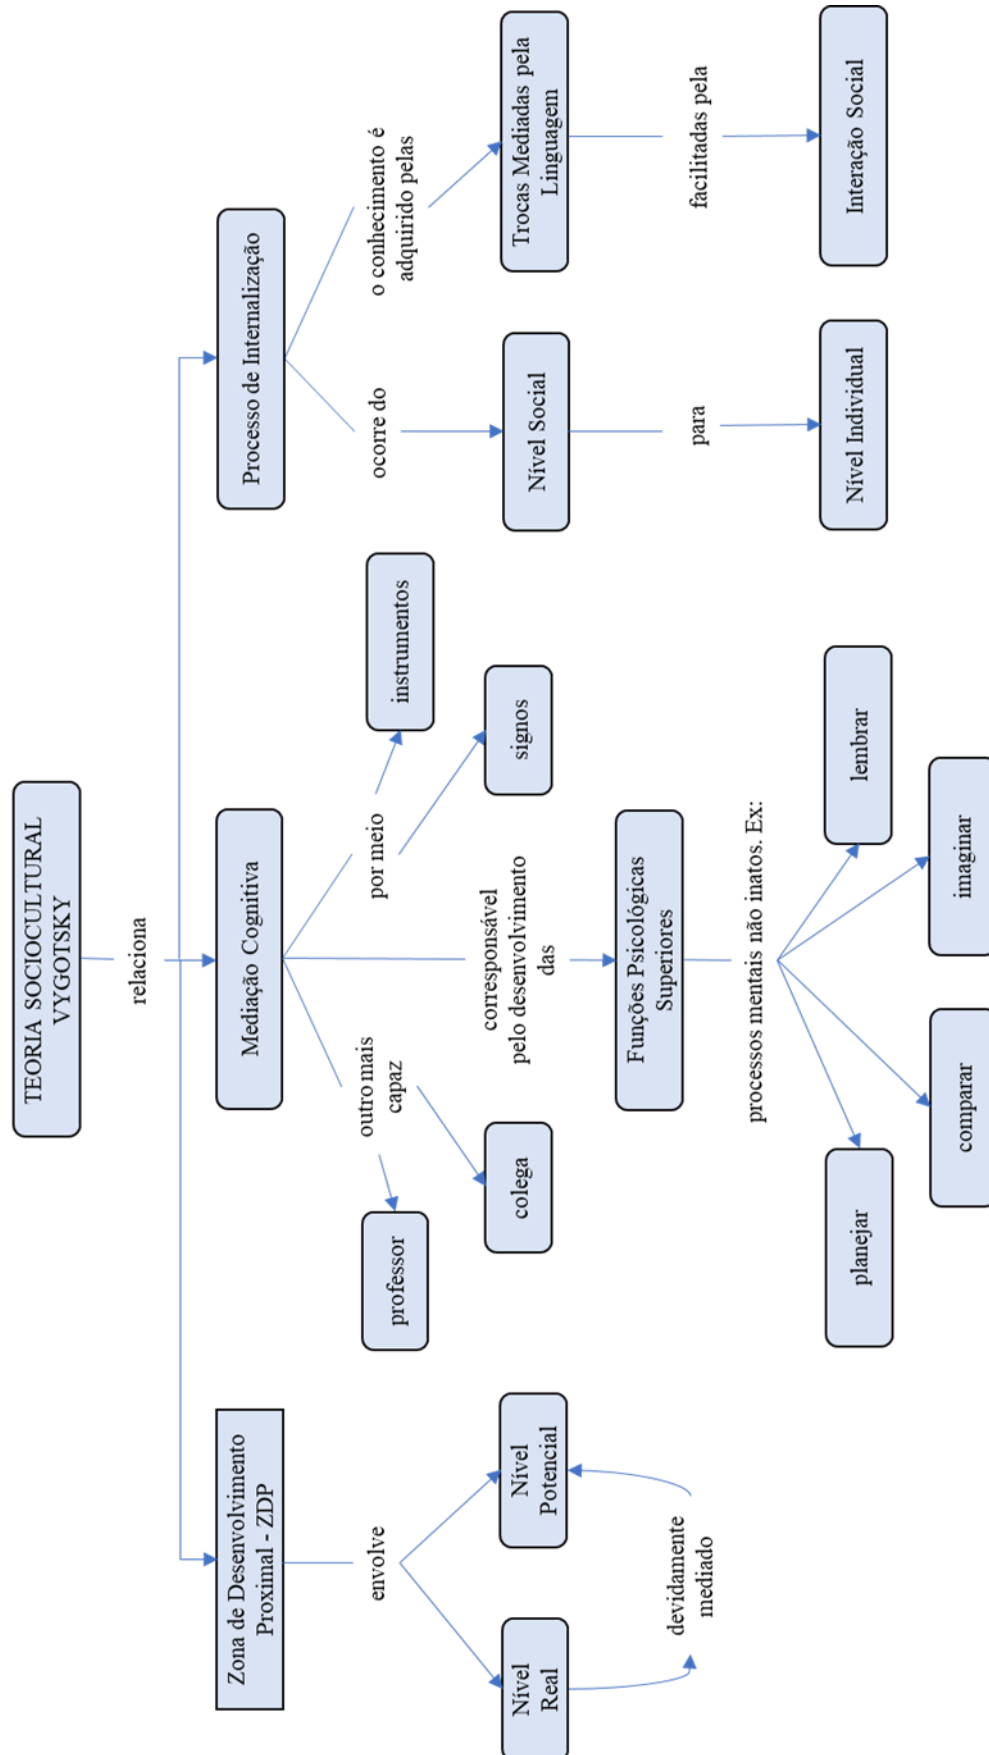 TEORIA SOCIOCULTURAL
VYGOTSKY
relaciona
Zona de Desenvolvimento
Proximal - ZDP
envolve
Nível
Real
Nível
Potencial
devidamente
mediado
Mediação Cognitiva
outro mais
capaz
professor
colega
por meio
instrumentos
signos
corresponsável
pelo desenvolvimento
das
Funções Psicológicas
Superiores
processos mentais não inatos. Ex:
planejar
comparar
imaginar
lembrar
Processo de Internalização
ocorre do
Nível Social
para
Nível Individual
o conhecimento é
adquirido pelas
Trocas Mediadas pela
Linguagem
facilitadas pela
Interação Social